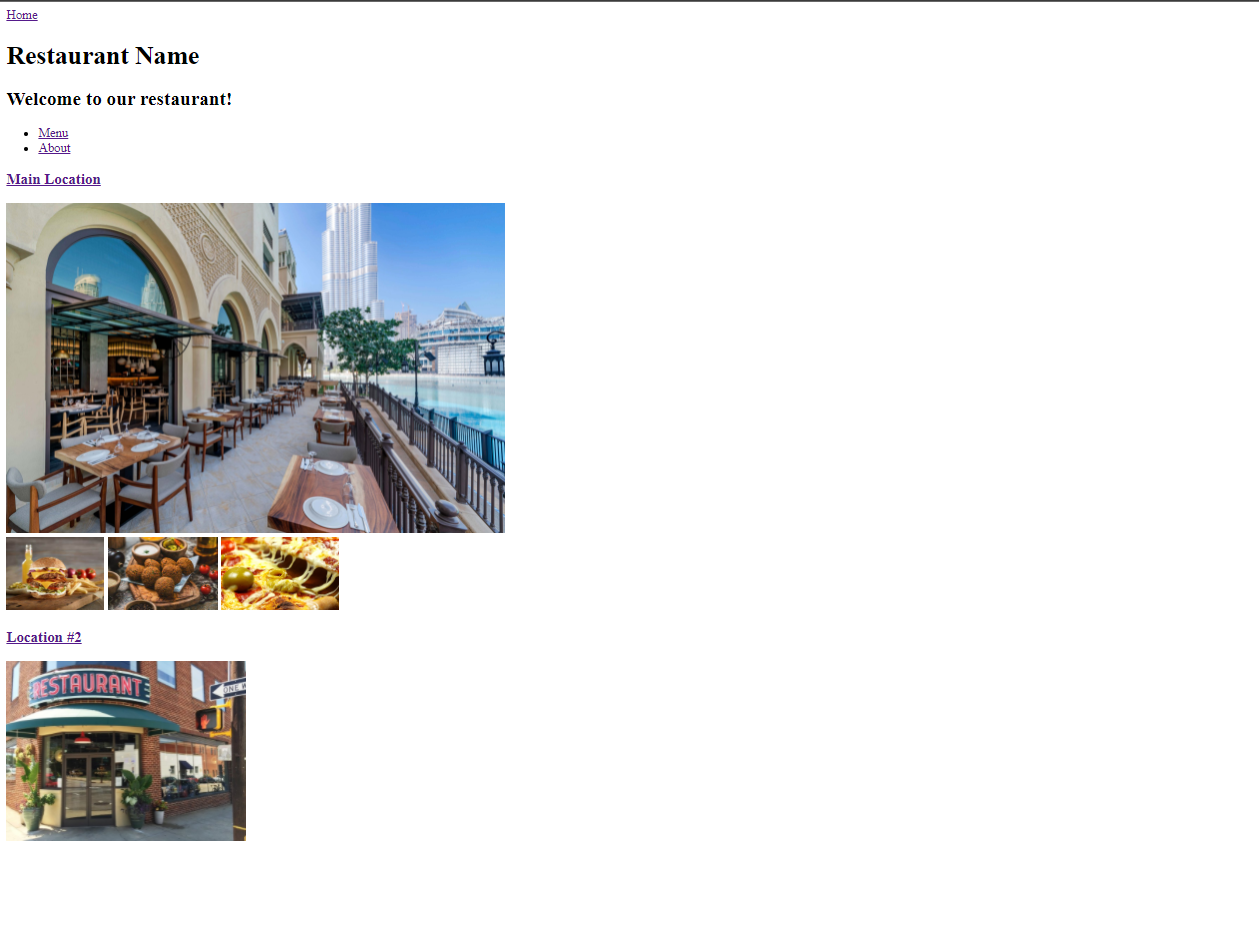 Home
Restaurant Name
Welcome to our restaurant!
Menu
About
Main Location
Location #2
RESTAURANT
ONE W